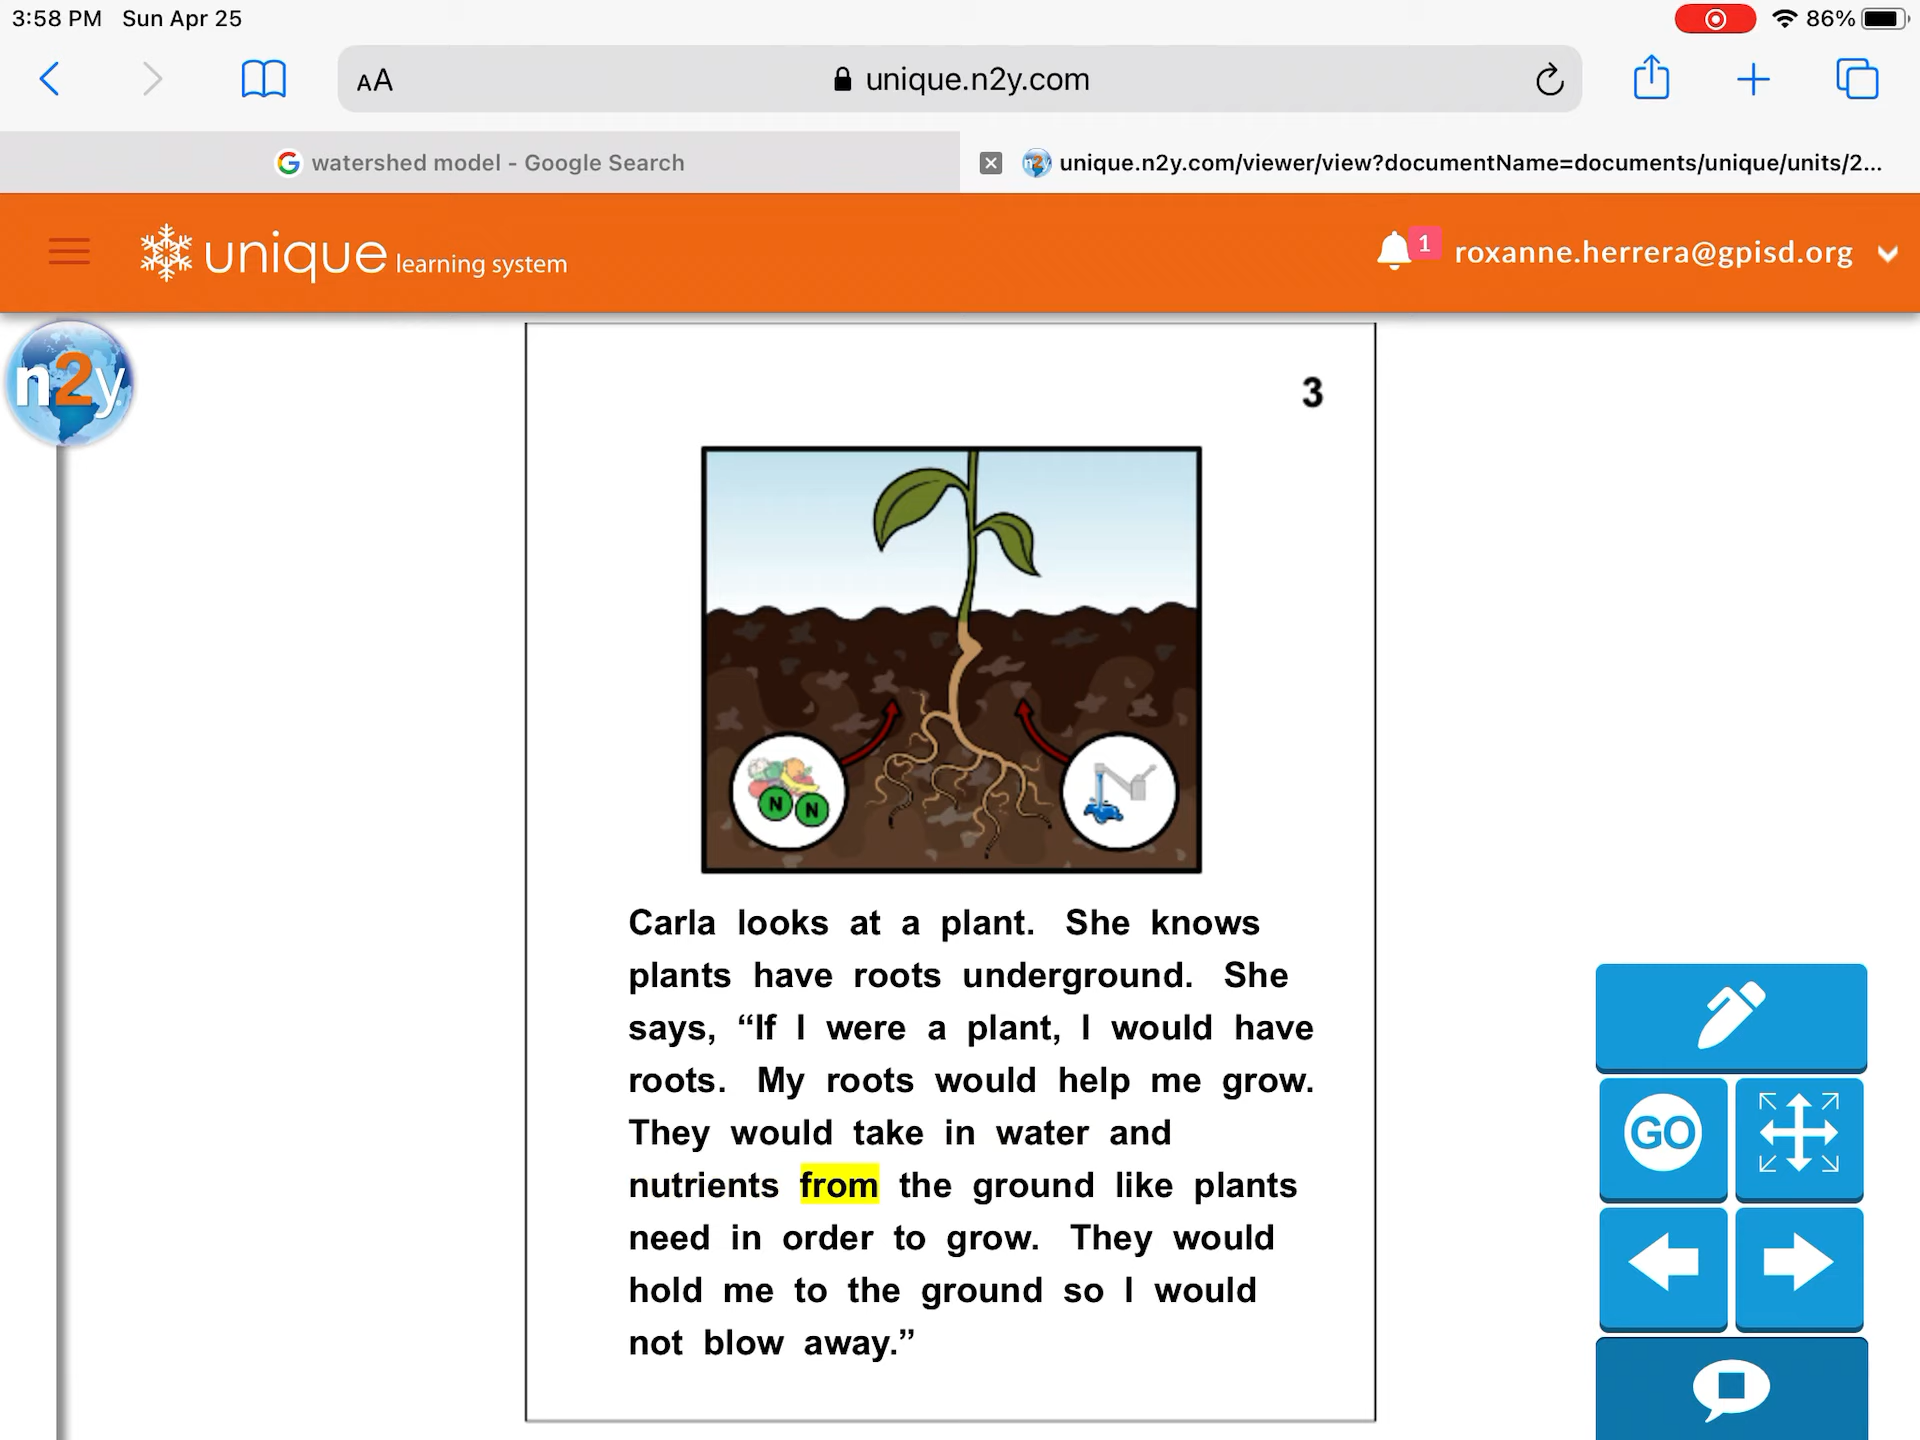 3:58 PM Sun Apr 25
86%
AA
unique.n2y.com
watershed model - Google Search
unique.n2y.com/viewer/view?documentName=documents/unique/units/2...
unique learning system
1
roxanne.herrera@gpisd.org
n2y
3
N N
Carla looks at a plant. She knows
plants have roots underground. She
says, “If I were a plant, I would have
roots. My roots would help me grow.
They would take in water and
nutrients from the ground like plants
need in order to grow. They would
hold me to the ground so I would
not blow away.”
GO